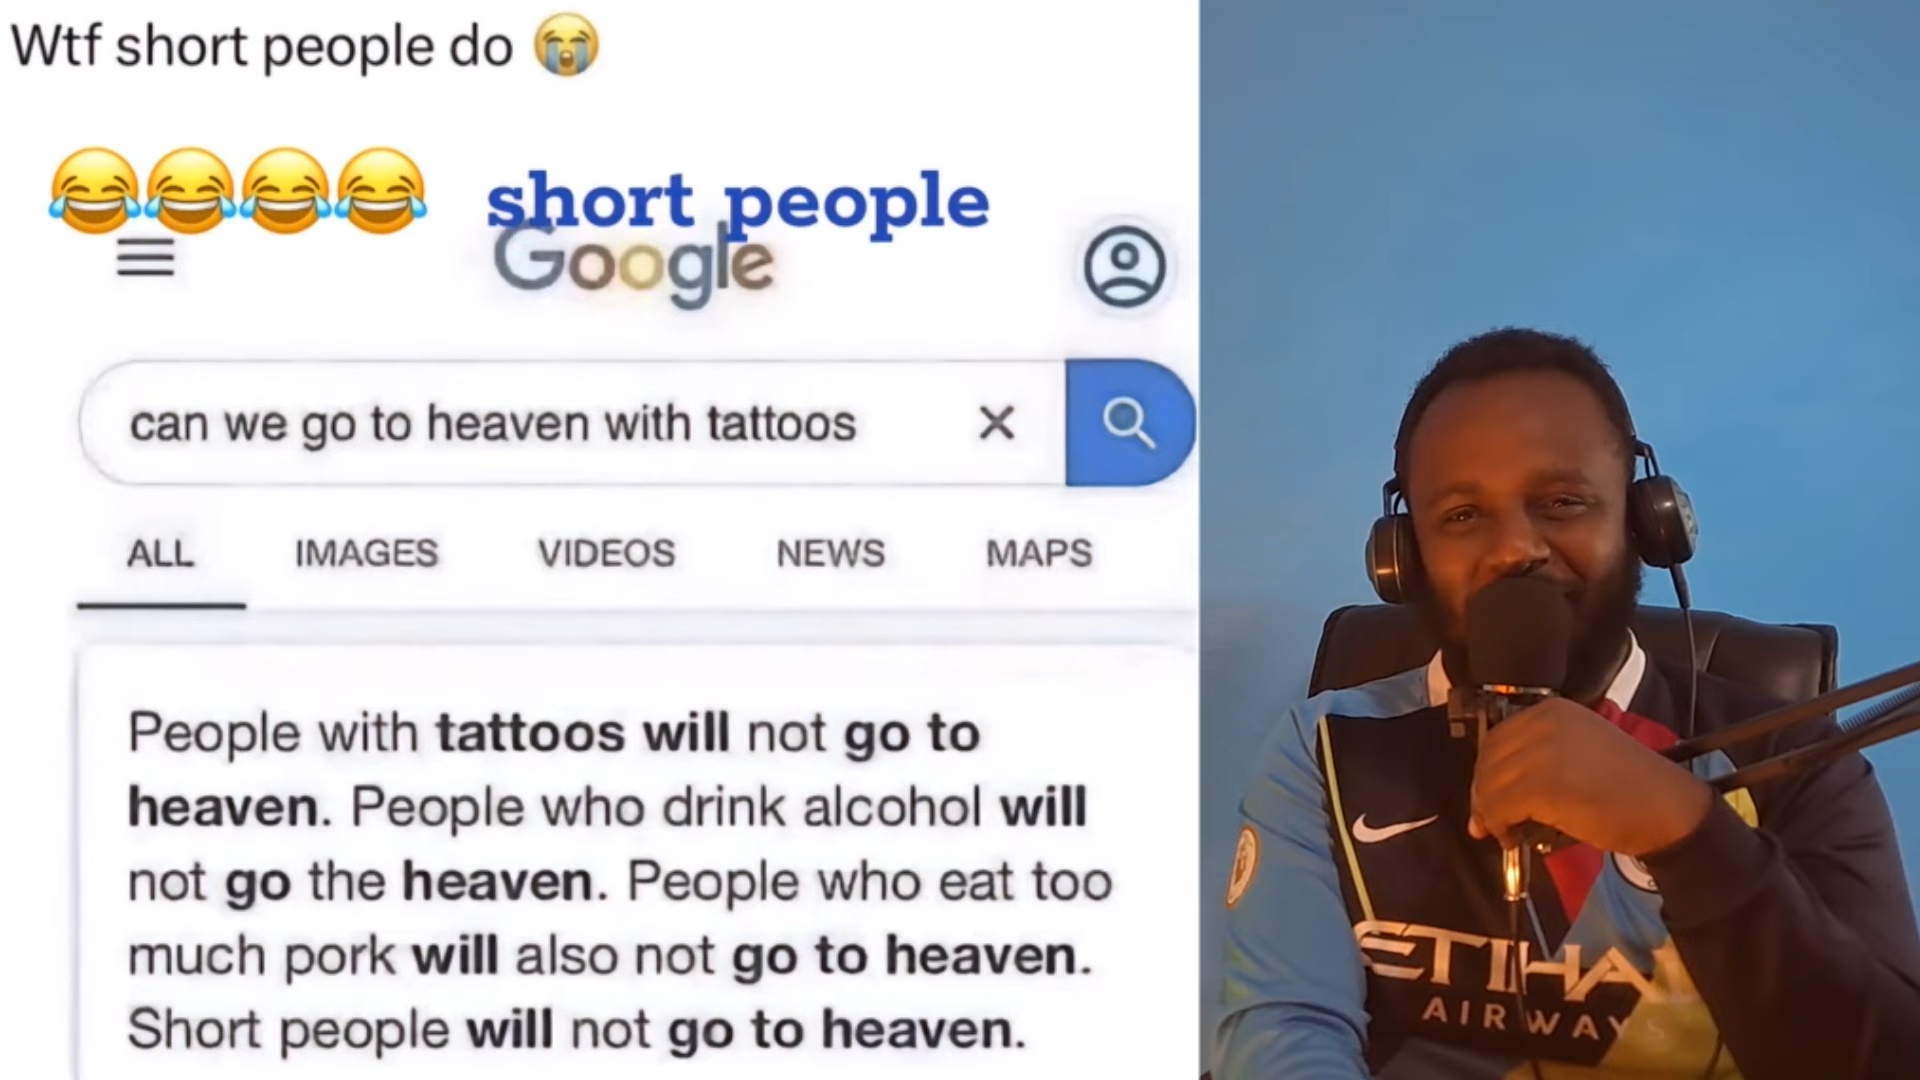 Wtf short people do 😭
😂😂😂😂 short people
Google
can we go to heaven with tattoos
ALL IMAGES VIDEOS NEWS MAPS
People with tattoos will not go to
heaven. People who drink alcohol will
not go the heaven. People who eat too
much pork will also not go to heaven.
Short people will not go to heaven.
ETIHA
AIRWAYS